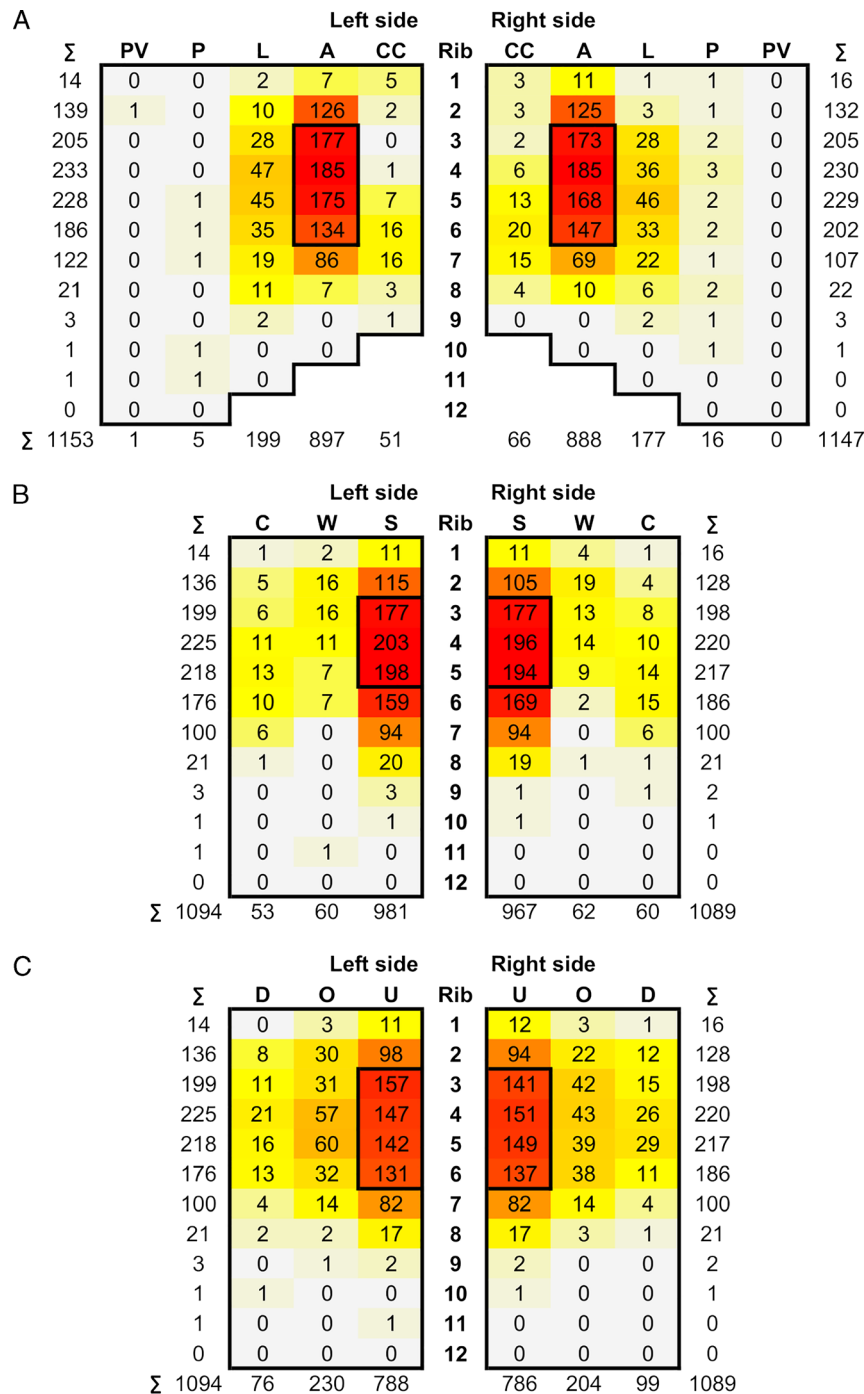 A
Left side Right side
Σ PV P L A CC Rib CC A L P PV Σ
14 0 0 2 7 5 1 3 11 1 1 0 16
139 1 0 10 126 2 2 3 125 3 1 0 132
205 0 0 28 177 0 3 2 173 28 2 0 205
233 0 0 47 185 1 4 6 185 36 3 0 230
228 0 1 45 175 7 5 13 168 46 2 0 229
186 0 1 35 134 16 6 20 147 33 2 0 202
122 0 1 19 86 16 7 15 69 22 1 0 107
21 0 0 11 7 3 8 4 10 6 2 0 22
3 0 0 2 0 1 9 0 0 2 1 0 3
1 0 1 0 0 10 0 0 1 0 1
1 0 1 0 11 0 0 0 0
0 0 0 12 0 0 0
Σ 1153 1 5 199 897 51 66 888 177 16 0 1147
B
Left side Right side
Σ C W S Rib S W C Σ
14 1 2 11 1 11 4 1 16
136 5 16 115 2 105 19 4 128
199 6 16 177 3 177 13 8 198
225 11 11 203 4 196 14 10 220
218 13 7 198 5 194 9 14 217
176 10 7 159 6 169 2 15 186
100 6 0 94 7 94 0 6 100
21 1 0 20 8 19 1 1 21
3 0 0 3 9 1 0 1 2
1 0 0 1 10 1 0 0 1
1 0 1 0 11 0 0 0 0
0 0 0 0 12 0 0 0 0
Σ 1094 53 60 981 967 62 60 1089
C
Left side Right side
Σ D O U Rib U O D Σ
14 0 3 11 1 12 3 1 16
136 8 30 98 2 94 22 12 128
199 11 31 157 3 141 42 15 198
225 21 57 147 4 151 43 26 220
218 16 60 142 5 149 39 29 217
176 13 32 131 6 137 38 11 186
100 4 14 82 7 82 14 4 100
21 2 2 17 8 17 3 1 21
3 0 1 2 9 2 0 0 2
1 1 0 0 10 1 0 0 1
1 0 0 1 11 0 0 0 0
0 0 0 0 12 0 0 0 0
Σ 1094 76 230 788 786 204 99 1089